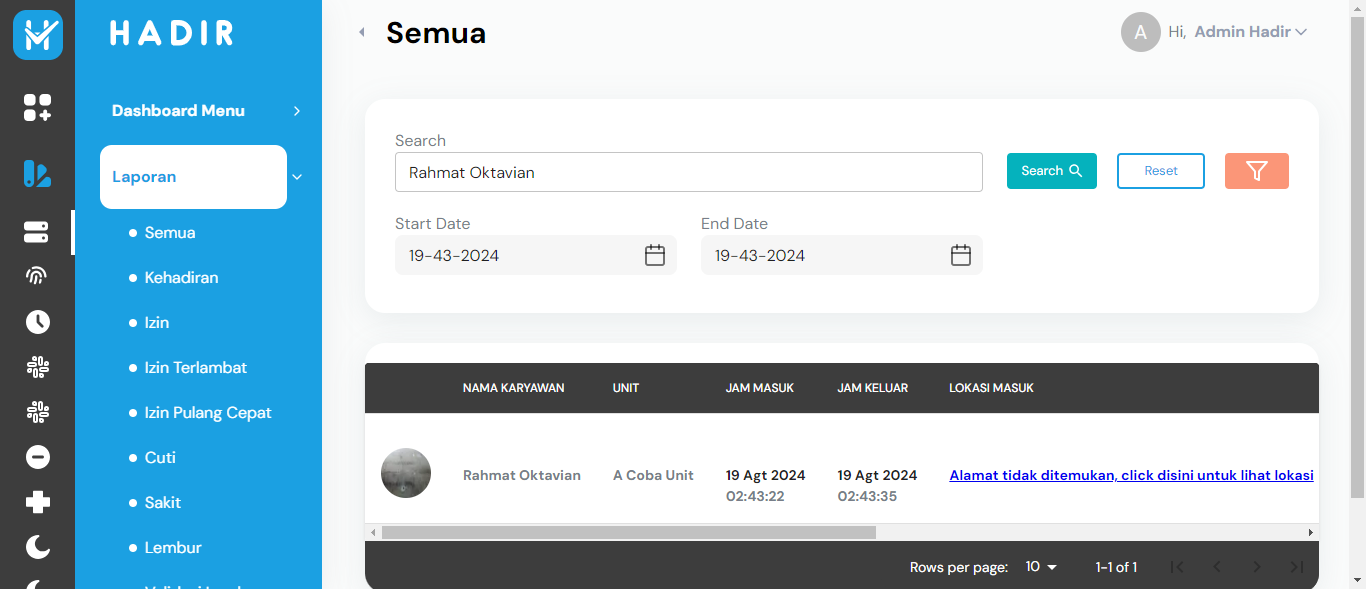 HADIR
Dashboard Menu
Laporan
Semua
Kehadiran
Izin
Izin Terlambat
Izin Pulang Cepat
Cuti
Sakit
Lembur
Semua
A Hi, Admin Hadir
Search
Rahmat Oktavian
Search
Reset
Start Date
End Date
19-43-2024
19-43-2024
NAMA KARYAWAN UNIT JAM MASUK JAM KELUAR LOKASI MASUK
Rahmat Oktavian A Coba Unit 19 Agt 2024 19 Agt 2024 Alamat tidak ditemukan, click disini untuk lihat lokasi
02:43:22 02:43:35
Rows per page: 10 1-1 of 1